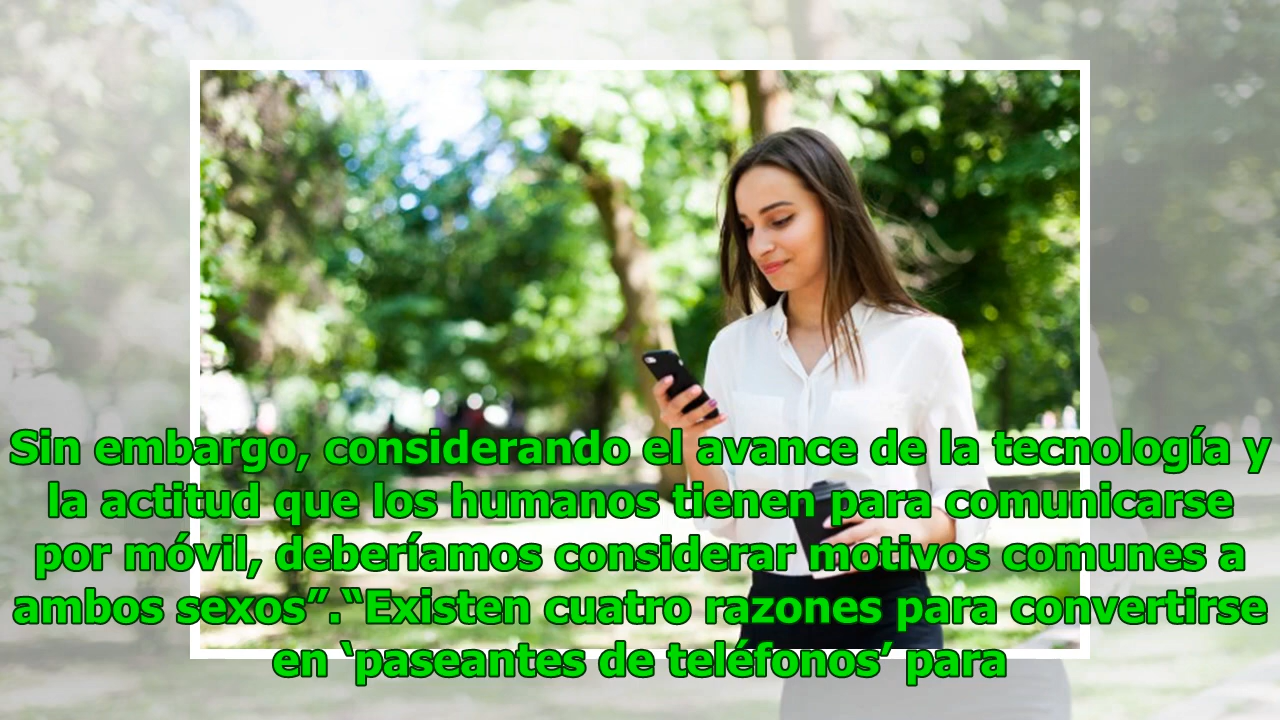 Sin embargo, considerando el avance de la tecnología y
la actitud que los humanos tienen para comunicarse
por móvil, deberíamos considerar motivos comunes a
ambos sexos”.“Existen cuatro razones para convertirse
en ‘paseantes de teléfonos’ para